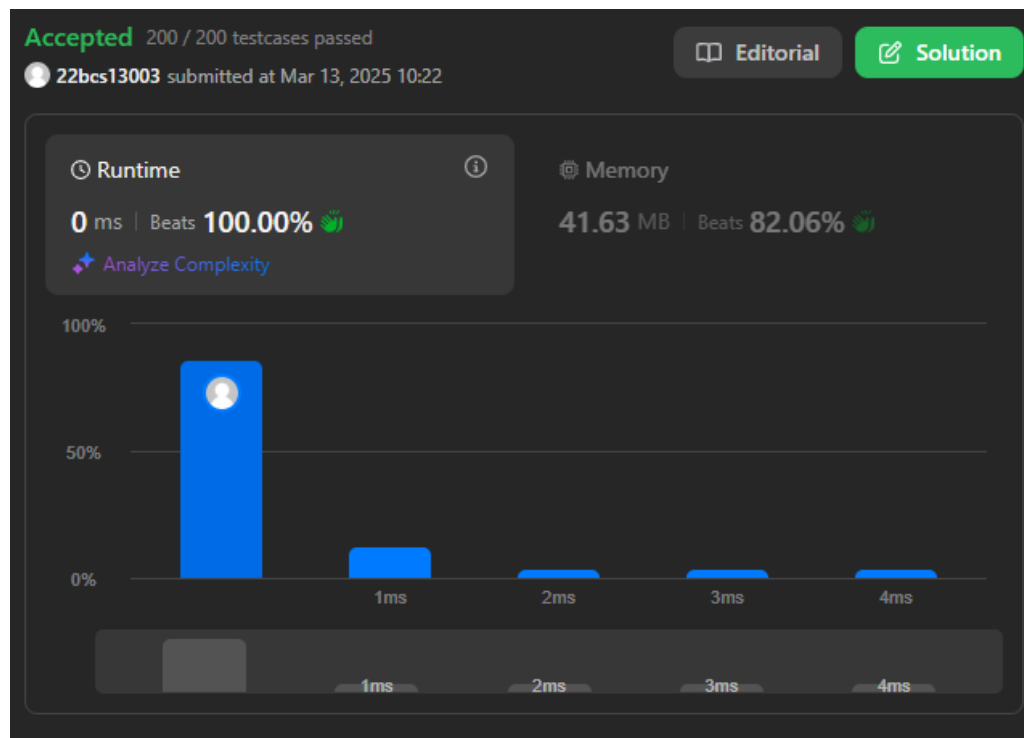 Accepted 200 / 200 testcases passed
Editorial
Solution
22bcs13003 submitted at Mar 13, 2025 10:22
Runtime
0 ms | Beats 100.00%
Analyze Complexity
Memory
41.63 MB | Beats 82.06%
100%
50%
0%
1ms 2ms 3ms 4ms
1ms 2ms 3ms 4ms